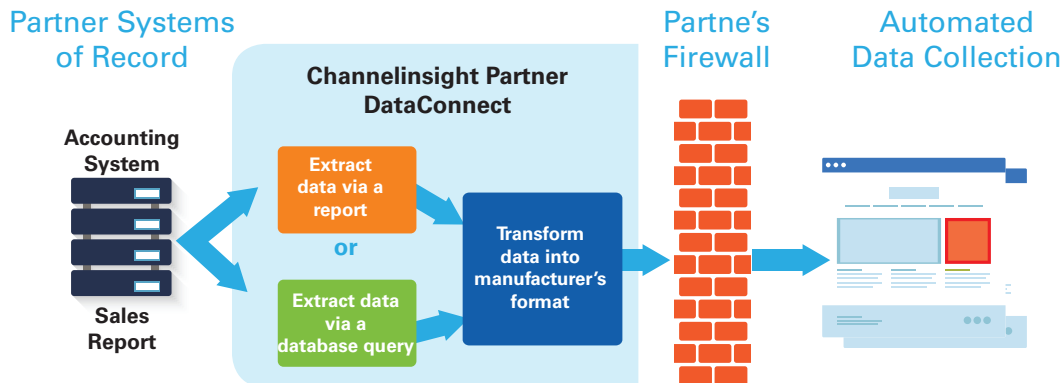 Partner Systems
of Record
Accounting
System
Sales
Report
Channelinsight Partner
DataConnect
Extract
data via a
report
or
Extract data
via a
database query
Transform
data into
manufacturer's
format
Partne's
Firewall
Automated
Data Collection